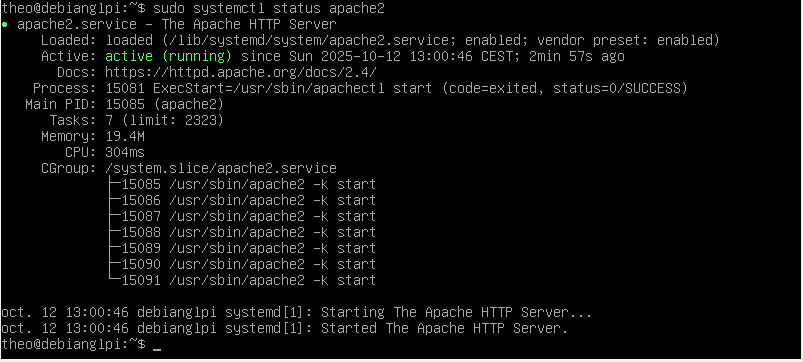 theo@debianglpi:~$ sudo systemctl status apache2
● apache2.service – The Apache HTTP Server
     Loaded: loaded (/lib/systemd/system/apache2.service; enabled; vendor preset: enabled)
     Active: active (running) since Sun 2025-10-12 13:00:46 CEST; 2min 57s ago
       Docs: https://httpd.apache.org/docs/2.4/
    Process: 15081 ExecStart=/usr/sbin/apachectl start (code=exited, status=0/SUCCESS)
   Main PID: 15085 (apache2)
      Tasks: 7 (limit: 2323)
     Memory: 19.4M
        CPU: 304ms
     CGroup: /system.slice/apache2.service
             ├─15085 /usr/sbin/apache2 -k start
             ├─15086 /usr/sbin/apache2 -k start
             ├─15087 /usr/sbin/apache2 -k start
             ├─15088 /usr/sbin/apache2 -k start
             ├─15089 /usr/sbin/apache2 -k start
             ├─15090 /usr/sbin/apache2 -k start
             └─15091 /usr/sbin/apache2 -k start

oct. 12 13:00:46 debianglpi systemd[1]: Starting The Apache HTTP Server...
oct. 12 13:00:46 debianglpi systemd[1]: Started The Apache HTTP Server.
theo@debianglpi:~$ _